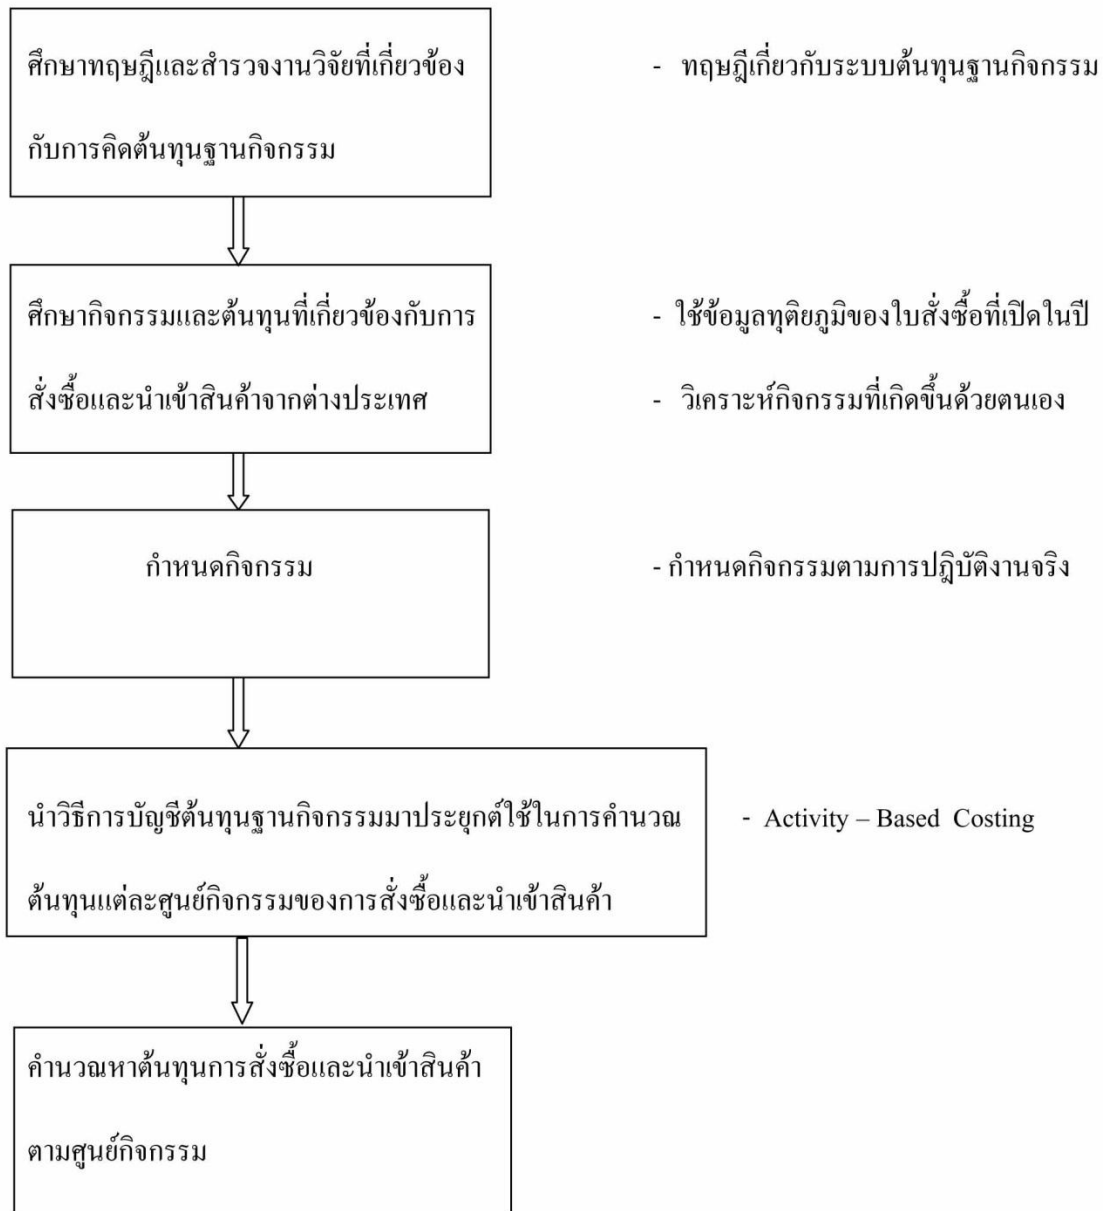 ศึกษาทฤษฎีและสำรวจงานวิจัยที่เกี่ยวข้อง
กับการคิดต้นทุนฐานกิจกรรม
- ทฤษฎีเกี่ยวกับระบบต้นทุนฐานกิจกรรม
ศึกษากิจกรรมและต้นทุนที่เกี่ยวข้องกับการ
สั่งซื้อและนำเข้าสินค้าจากต่างประเทศ
- ใช้ข้อมูลทุติยภูมิของใบสั่งซื้อที่เปิดในปี
- วิเคราะห์กิจกรรมที่เกิดขึ้นด้วยตนเอง
กำหนดกิจกรรม
- กำหนดกิจกรรมตามการปฎิบัติงานจริง
นำวิธีการบัญชีต้นทุนฐานกิจกรรมมาประยุกต์ใช้ในการคำนวณ
ต้นทุนแต่ละศูนย์กิจกรรมของการสั่งซื้อและนำเข้าสินค้า
- Activity – Based Costing
คำนวณหาต้นทุนการสั่งซื้อและนำเข้าสินค้า
ตามศูนย์กิจกรรม